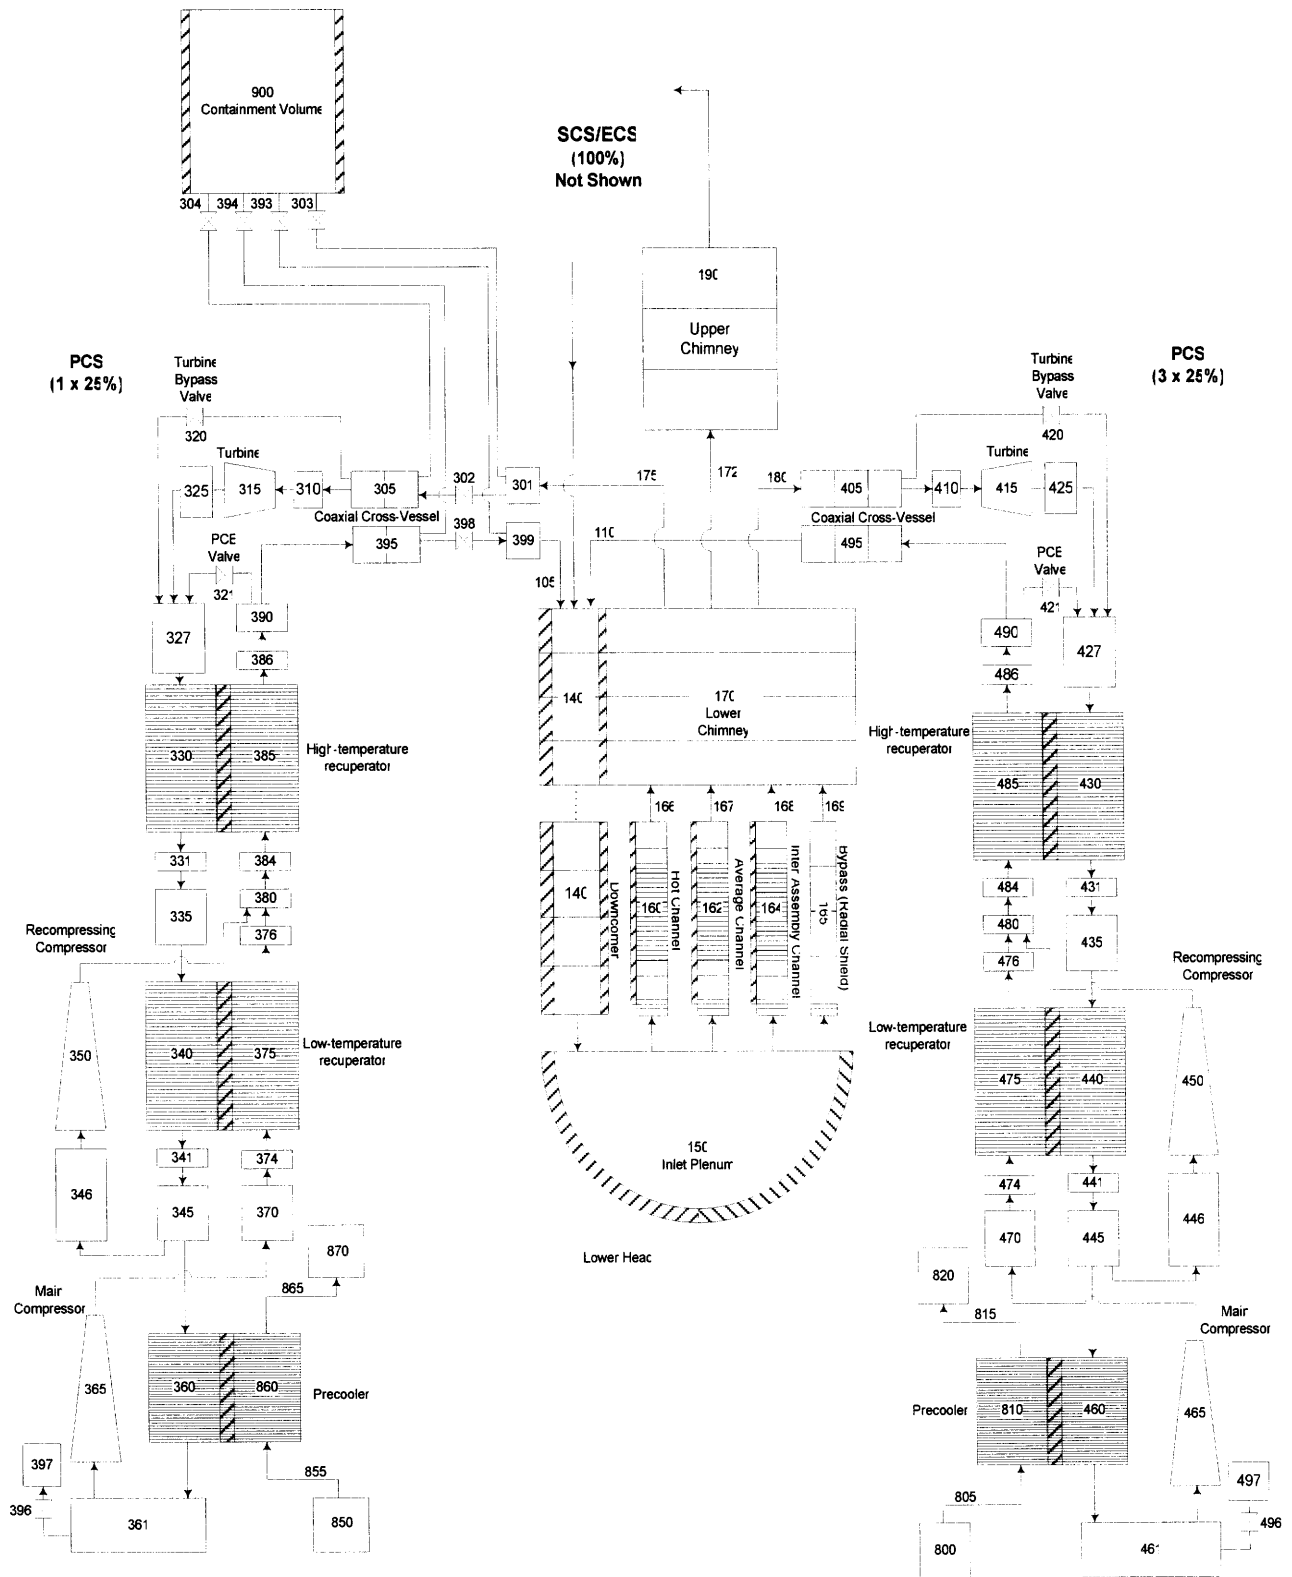 900
Containment Volume
SCS/ECS
(100%)
Not Shown
304
394
393
303
190
Upper
Chimney
PCS
(1 x 25%)
Turbine
Bypass
Valve
320
Turbine
325
315
310
305
302
301
175
172
180
Coaxial Cross-Vessel
398
395
399
105
110
PCE
Valve
321
390
327
386
PCS
(3 x 25%)
Turbine
Bypass
Valve
420
Turbine
405
410
415
425
Coaxial Cross-Vessel
495
PCE
Valve
421
490
427
486
140
170
Lower
Chimney
330
385
High-temperature
recuperator
High-temperature
recuperator
485
430
166
167
168
169
331
384
335
380
376
Recompressing
Compressor
350
340
375
Low-temperature
recuperator
140
Downcomer
160
Hot Channel
162
Average Channel
164
Inter Assembly Channel
165
Bypass (Radial Shield)
484
431
480
435
476
Recompressing
Compressor
Low-temperature
recuperator
475
440
450
150
Inlet Plenum
Lower Head
341
374
346
345
370
870
865
Main
Compressor
365
360
860
Precooler
397
396
361
855
850
474
441
470
445
446
820
815
Main
Compressor
Precooler
810
460
465
497
496
805
800
461